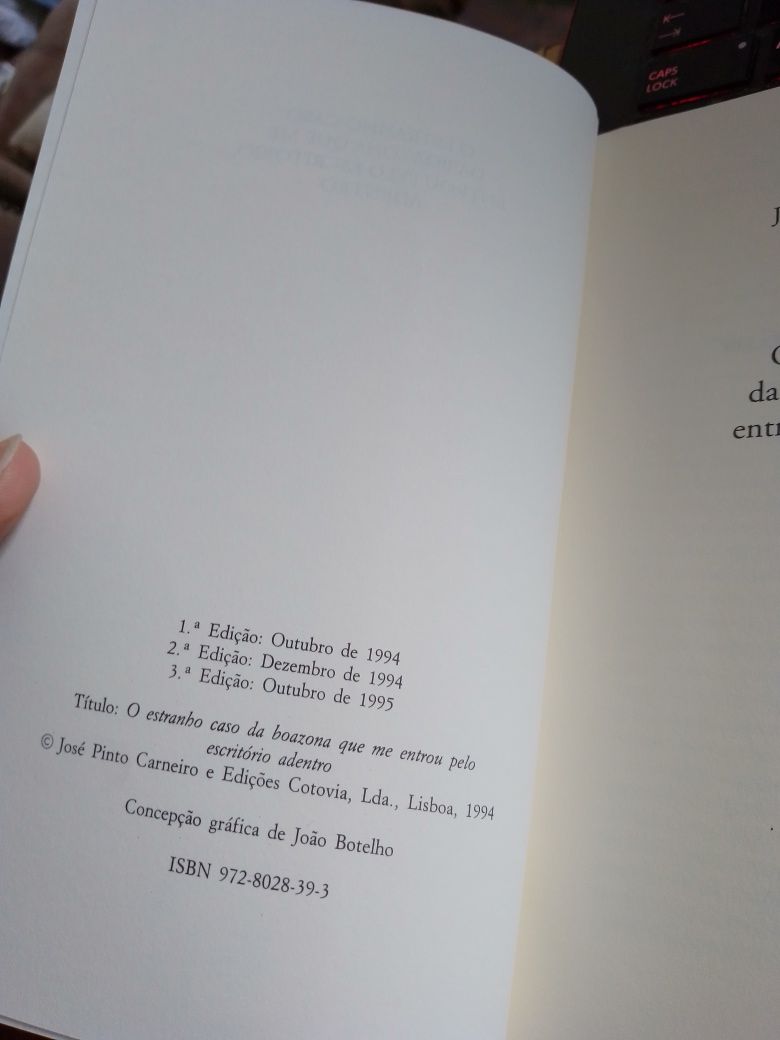 CAPS
LOCK
1.ª Edição: Outubro de 1994
2.ª Edição: Dezembro de 1994
3.ª Edição: Outubro de 1995
Título: O estranho caso da boazona que me entrou pelo
escritório adentro
© José Pinto Carneiro e Edições Cotovia, Lda., Lisboa, 1994
Concepção gráfica de João Botelho
ISBN 972-8028-39-3
J
da
entr